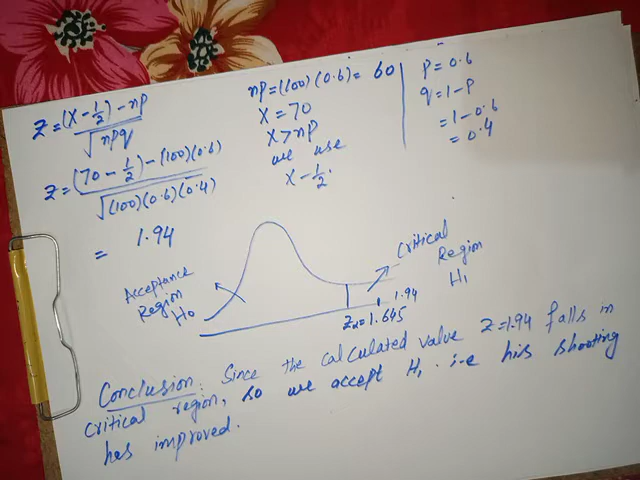 Z = (X - 1/2) - np
√npq
Z = (70 - 1/2) - (100)(0.6)
√(100)(0.6)(0.4)
= 1.94
np = (100)(0.6) = 60
X = 70
X > np
we use
X - 1/2
p = 0.6
q = 1 - p
= 1 - 0.6
= 0.4
Acceptance
Region
H₀
Critical
Region
H₁
1.94
Zα = 1.645
Conclusion: Since the calculated value Z = 1.94 falls in
critical region, so we accept H₁. i.e his shooting
has improved.